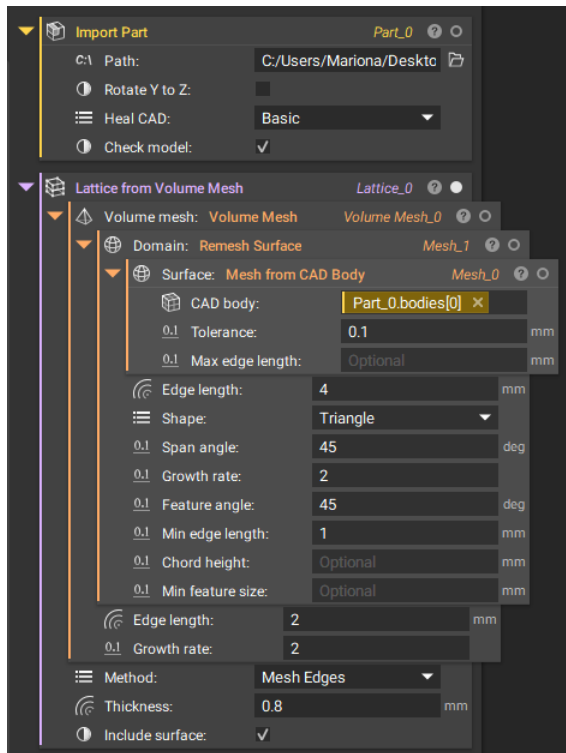 Import Part Part_0
C:\ Path: C:/Users/Mariona/Deskto
Rotate Y to Z:
Heal CAD: Basic
Check model:
Lattice from Volume Mesh Lattice_0
Volume mesh: Volume Mesh Volume Mesh_0
Domain: Remesh Surface Mesh_1
Surface: Mesh from CAD Body Mesh_0
CAD body: Part_0.bodies[0] ×
0.1 Tolerance: 0.1 mm
0.1 Max edge length: Optional mm
Edge length: 4 mm
Shape: Triangle
0.1 Span angle: 45 deg
0.1 Growth rate: 2
0.1 Feature angle: 45 deg
0.1 Min edge length: 1 mm
0.1 Chord height: Optional mm
0.1 Min feature size: Optional mm
Edge length: 2 mm
0.1 Growth rate: 2
Method: Mesh Edges
Thickness: 0.8 mm
Include surface: